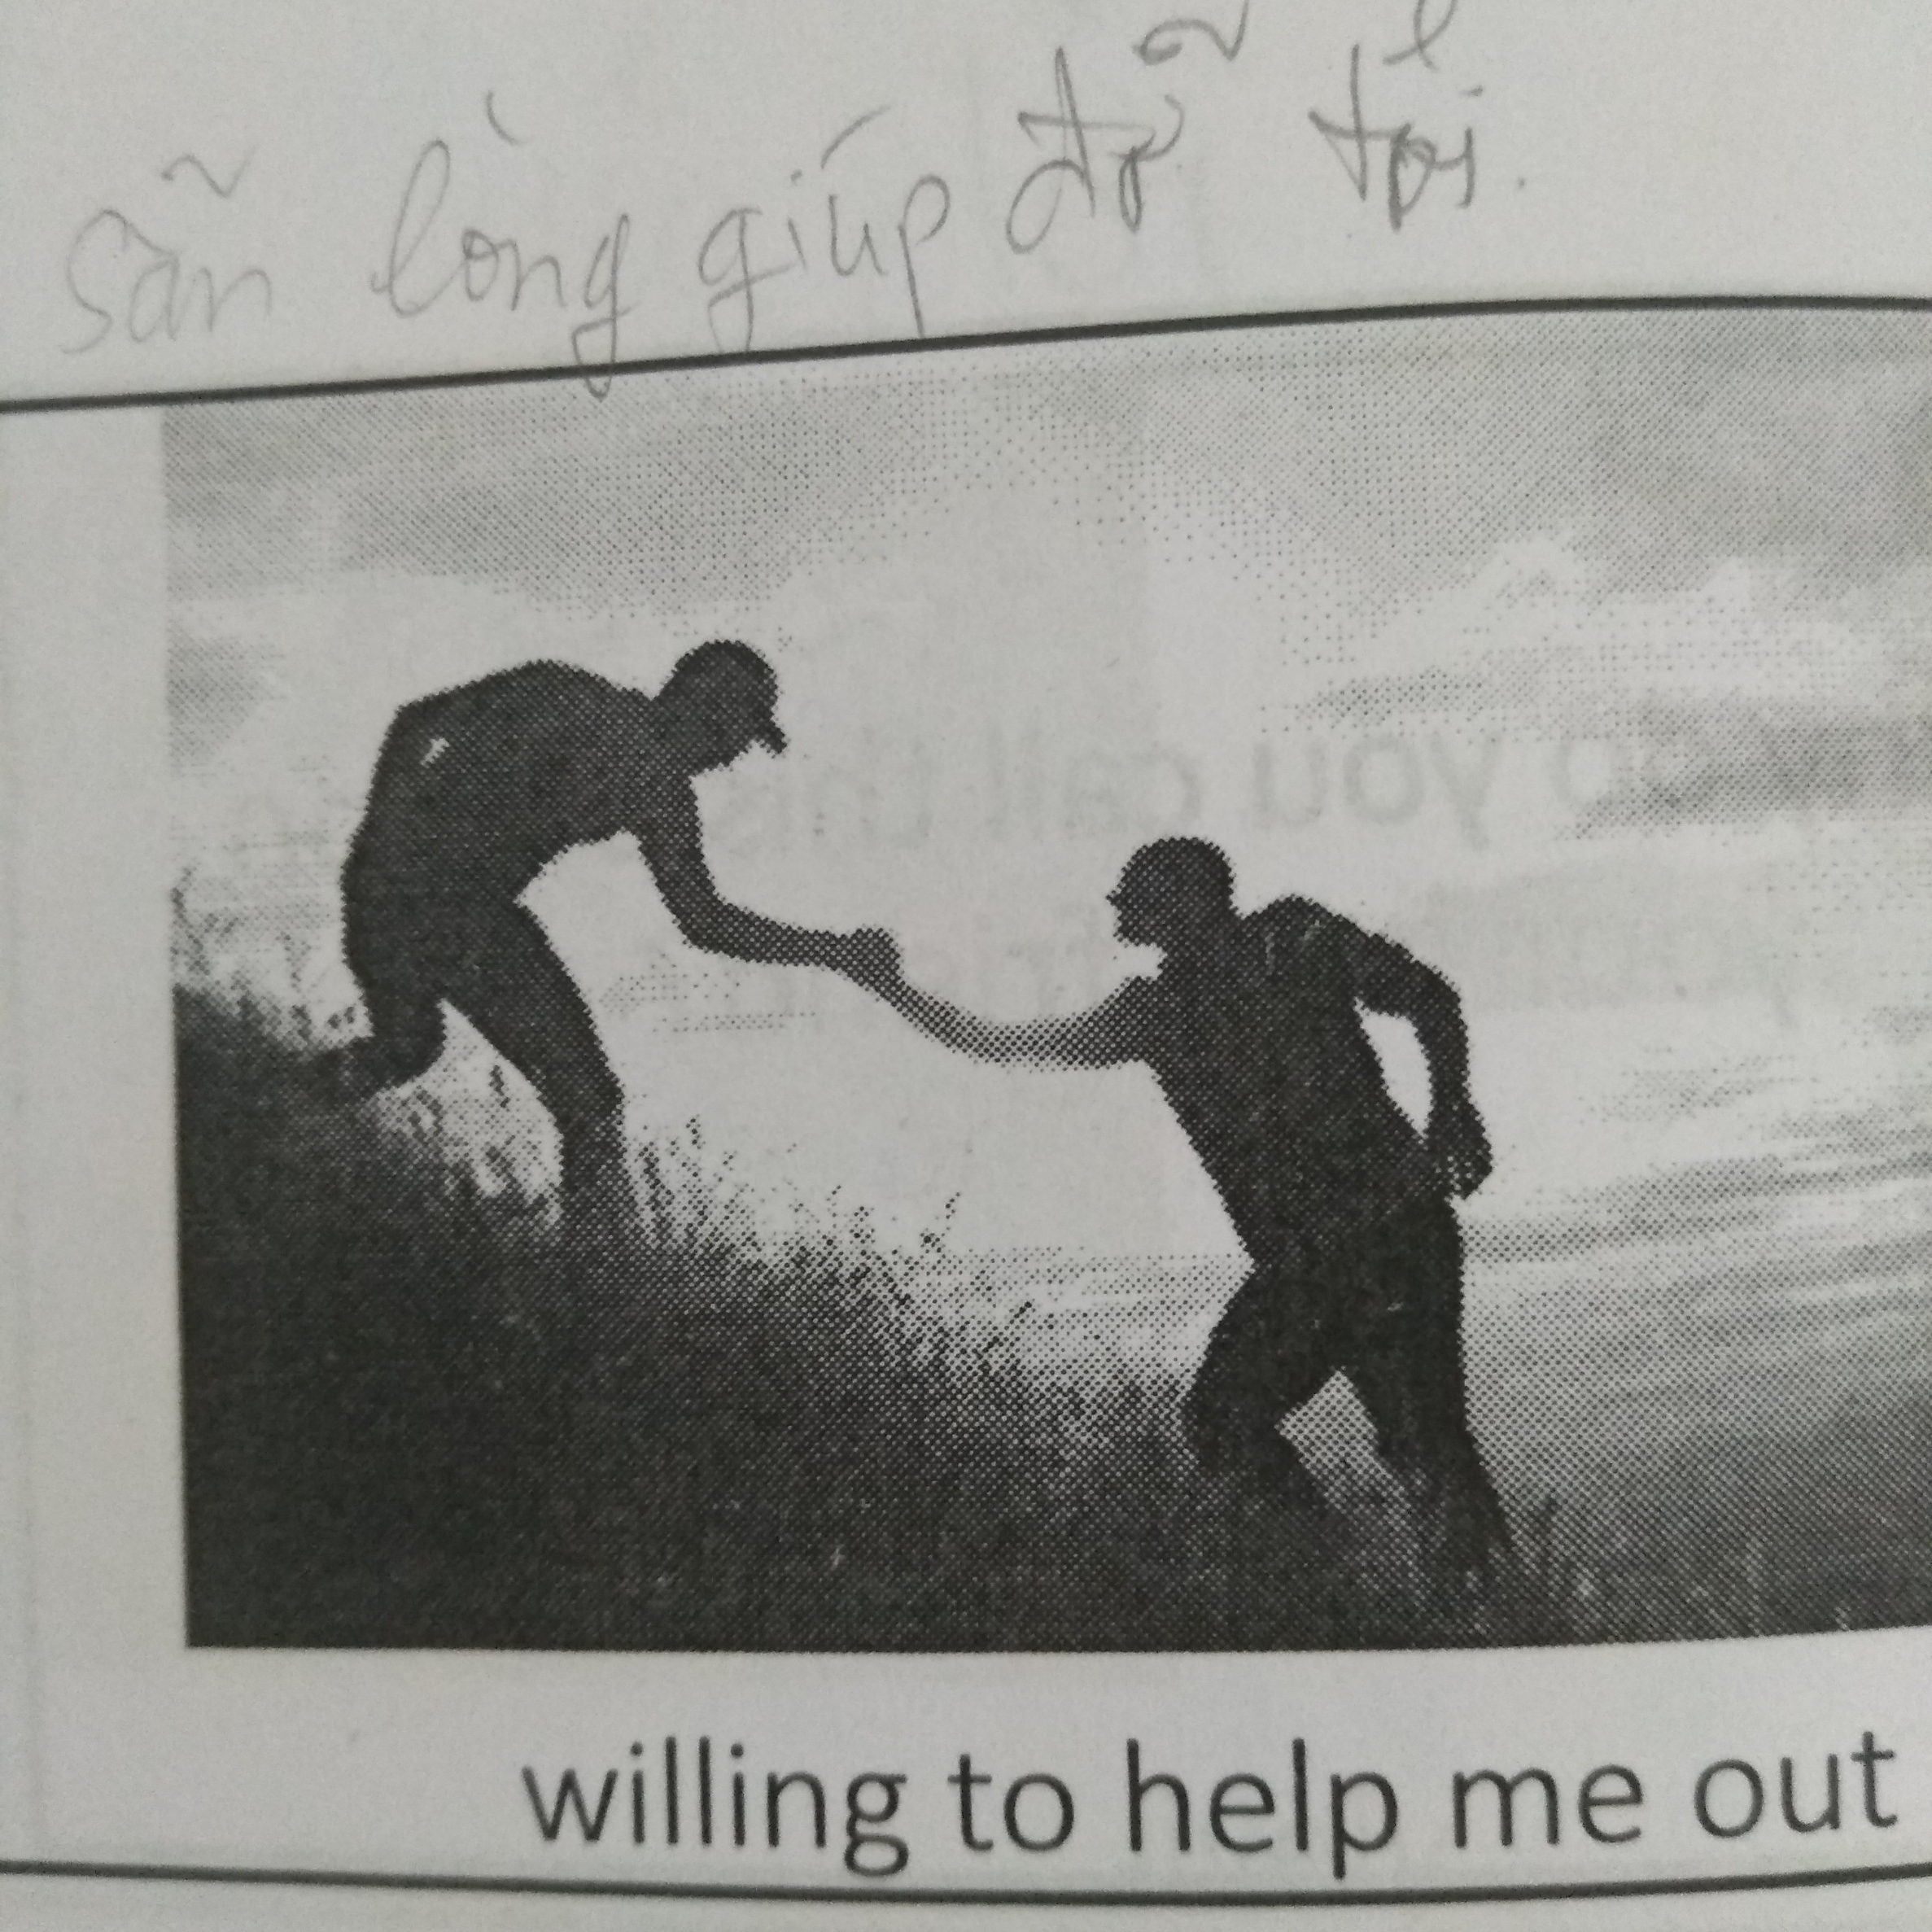 sẵn lòng giúp đỡ tôi.
willing to help me out